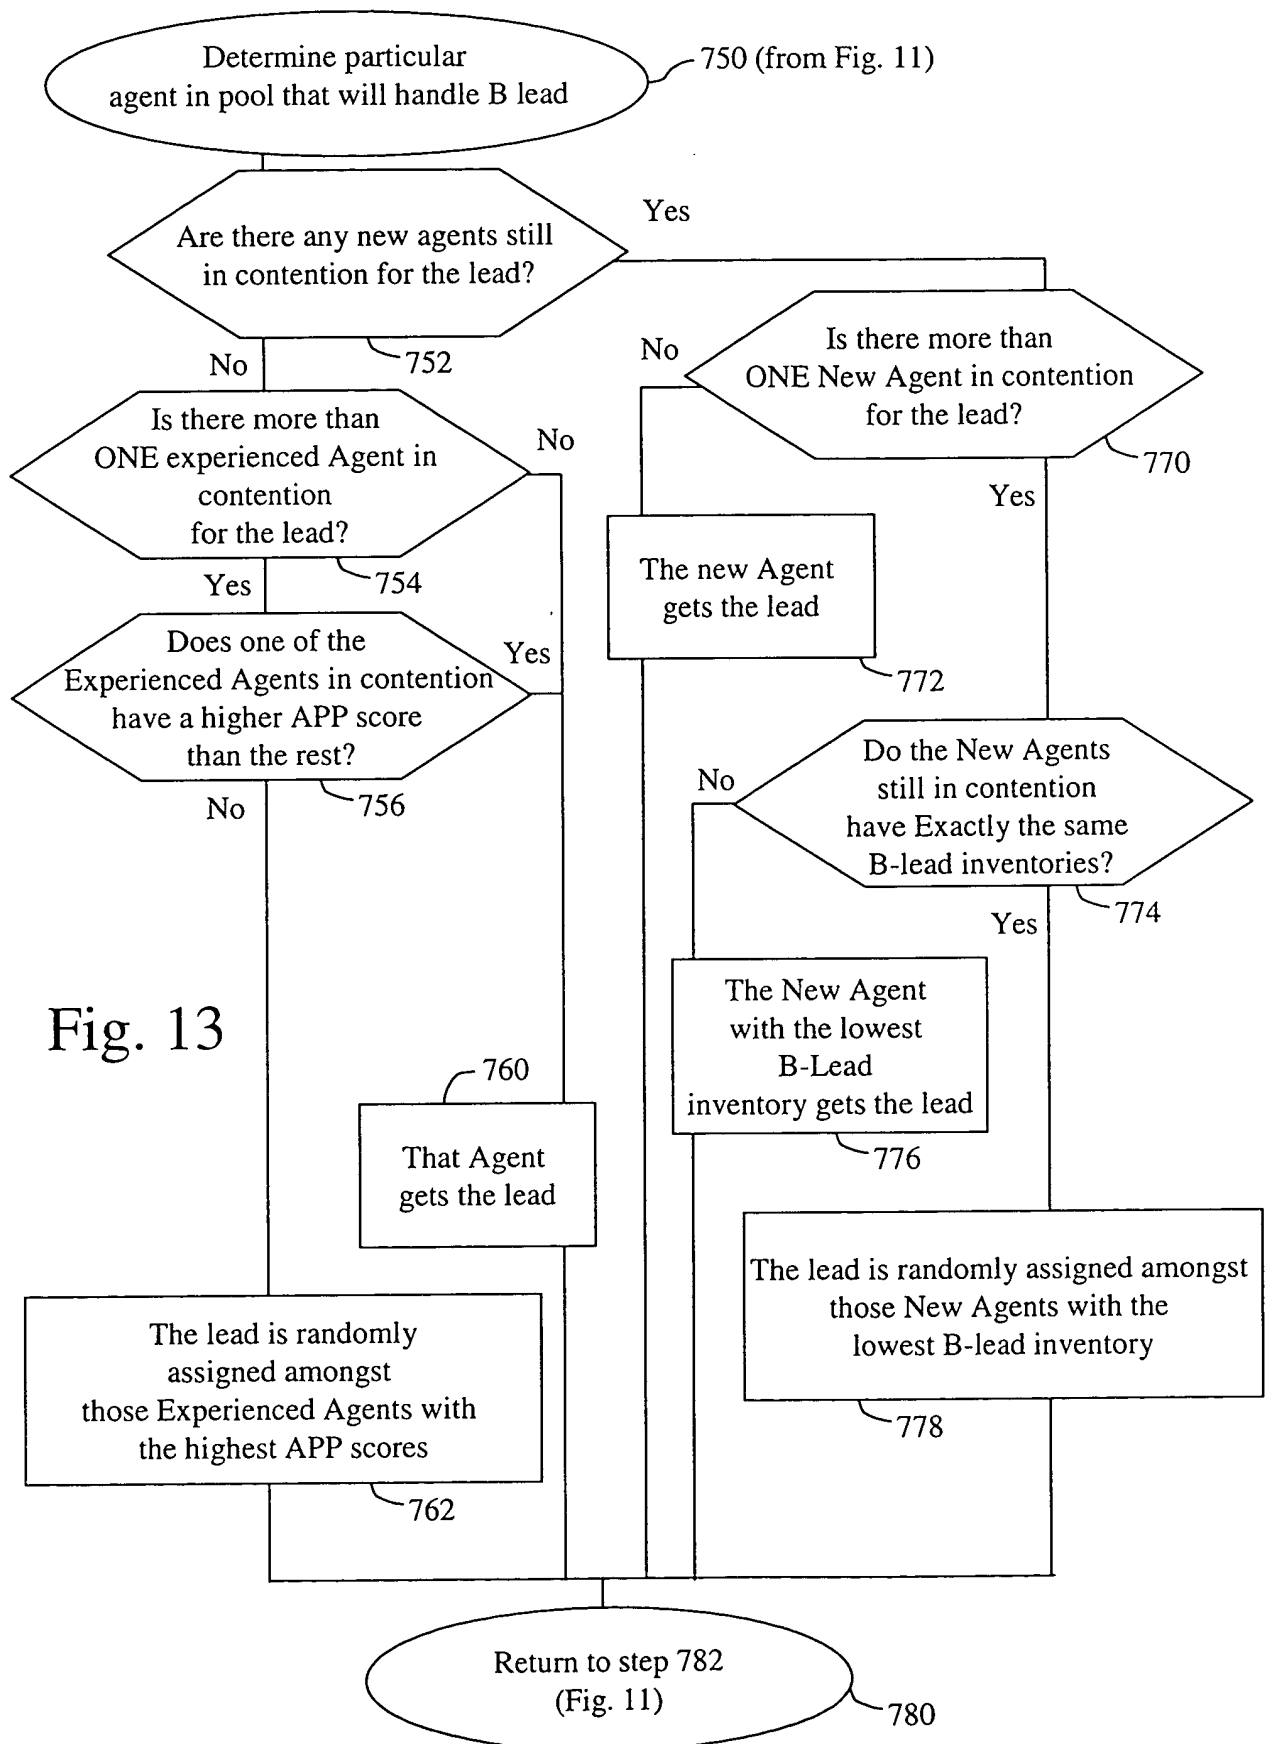 Determine particular
agent in pool that will handle B lead
750 (from Fig. 11)
Are there any new agents still
in contention for the lead?
Yes
752
No
Is there more than
ONE New Agent in contention
for the lead?
No
770
Yes
Is there more than
ONE experienced Agent in
contention
for the lead?
No
754
Yes
The new Agent
gets the lead
772
Does one of the
Experienced Agents in contention
have a higher APP score
than the rest?
Yes
756
No
Do the New Agents
still in contention
have Exactly the same
B-lead inventories?
No
774
Yes
The New Agent
with the lowest
B-Lead
inventory gets the lead
776
Fig. 13
760
That Agent
gets the lead
The lead is randomly assigned amongst
those New Agents with the
lowest B-lead inventory
778
The lead is randomly
assigned amongst
those Experienced Agents with
the highest APP scores
762
Return to step 782
(Fig. 11)
780